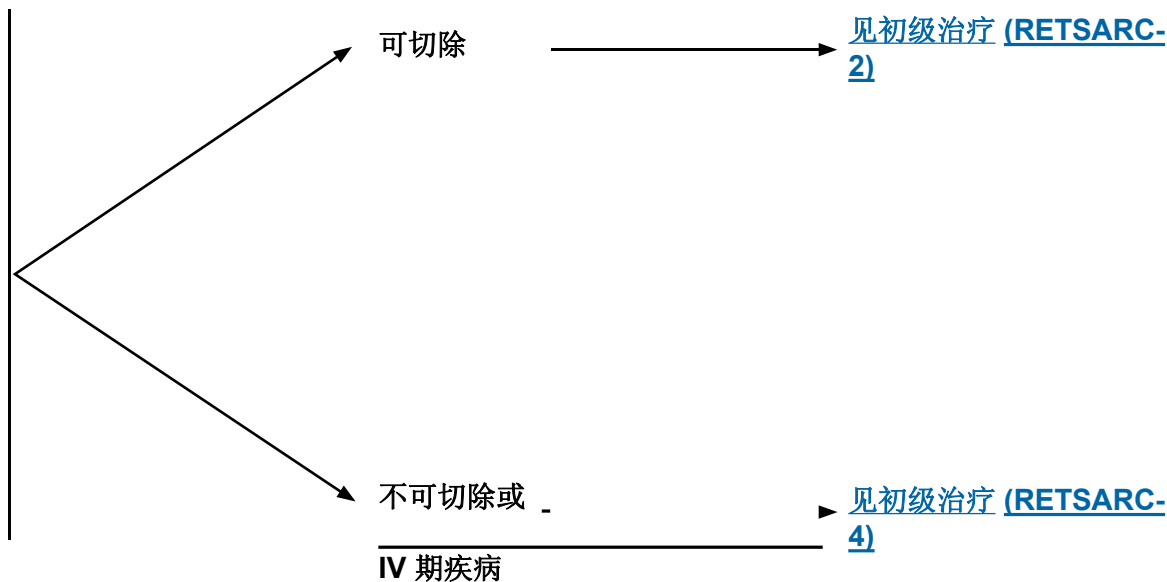 可切除
见初级治疗 (RETSARC-
2)
不可切除或 -
见初级治疗 (RETSARC-
4)
IV 期疾病